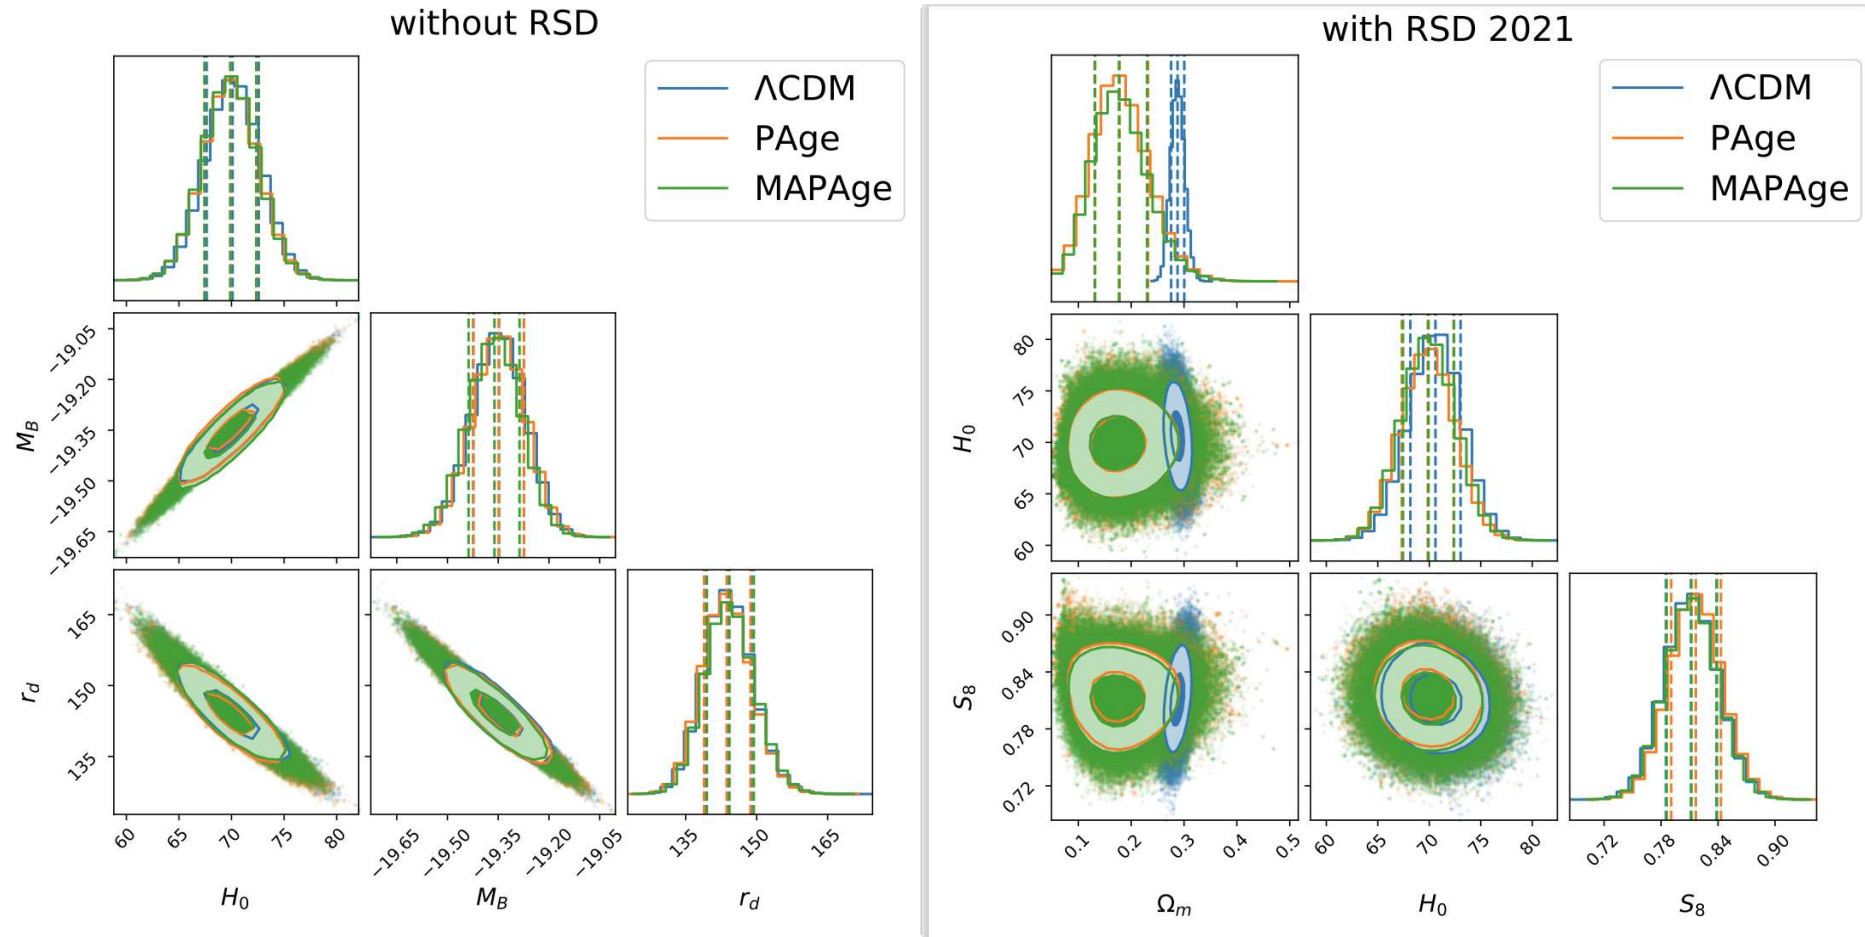 without RSD
with RSD 2021
ΛCDM
PAge
MAPAge
ΛCDM
PAge
MAPAge
M_B
−19.05
−19.20
−19.35
−19.50
−19.65
r_d
165
150
135
60
65
70
75
80
H_0
−19.65
−19.50
−19.35
−19.20
−19.05
M_B
135
150
165
r_d
H_0
80
75
70
65
60
S_8
0.90
0.84
0.78
0.72
0.1
0.2
0.3
0.4
0.5
Ω_m
60
65
70
75
80
H_0
0.72
0.78
0.84
0.90
S_8